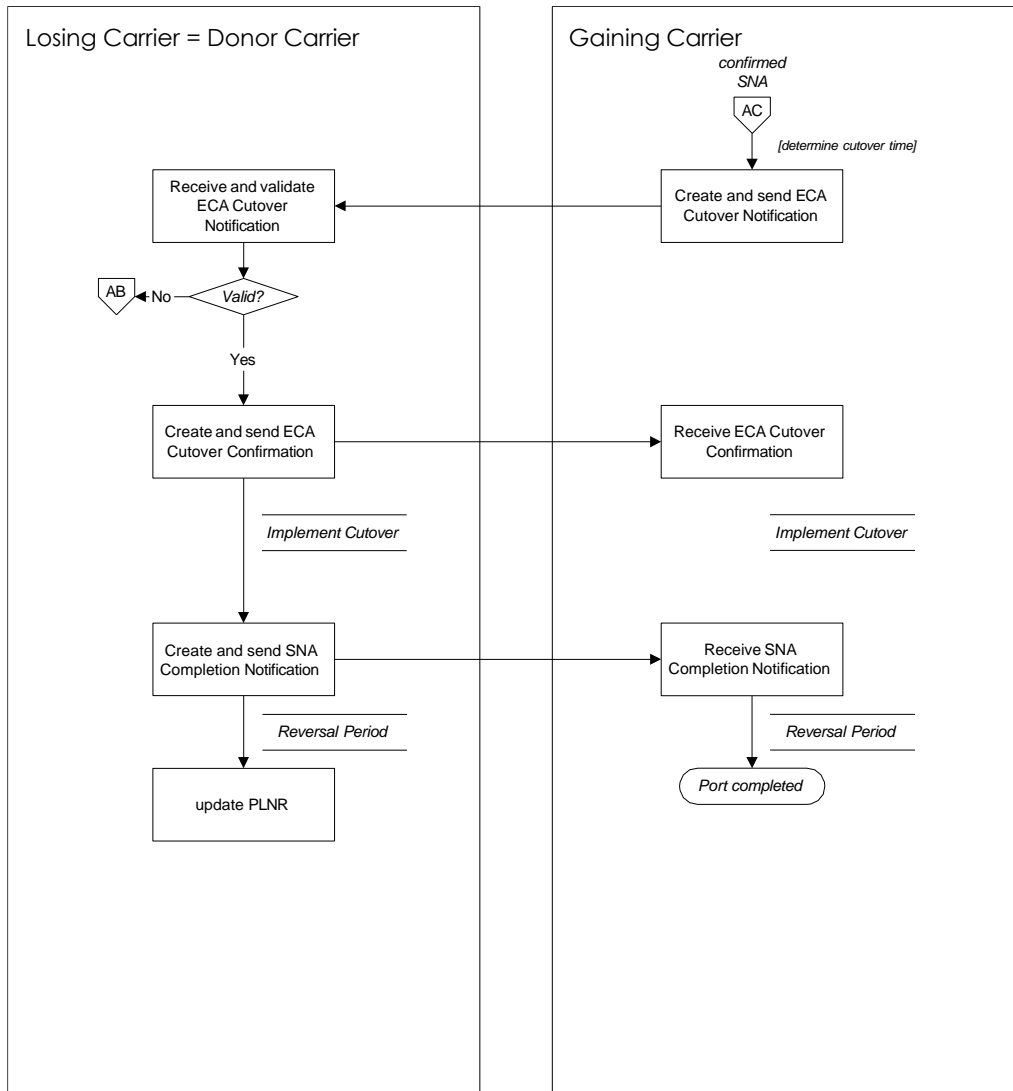 Losing Carrier = Donor Carrier
Gaining Carrier
confirmed
SNA
AC
[determine cutover time]
Receive and validate
ECA Cutover
Notification
Create and send ECA
Cutover Notification
AB
No
Valid?
Yes
Create and send ECA
Cutover Confirmation
Receive ECA Cutover
Confirmation
Implement Cutover
Implement Cutover
Create and send SNA
Completion Notification
Receive SNA
Completion Notification
Reversal Period
Reversal Period
update PLNR
Port completed